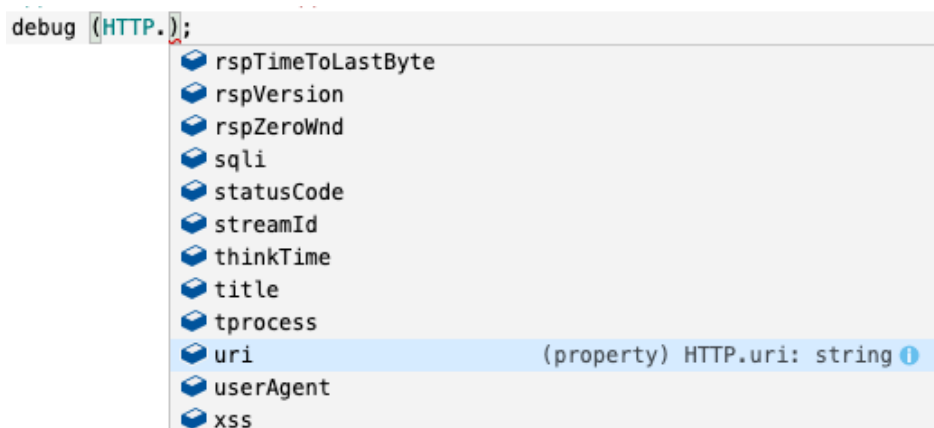 debug (HTTP.);
rspTimeToLastByte
rspVersion
rspZeroWnd
sqli
statusCode
streamId
thinkTime
title
tprocess
uri (property) HTTP.uri: string
userAgent
xss